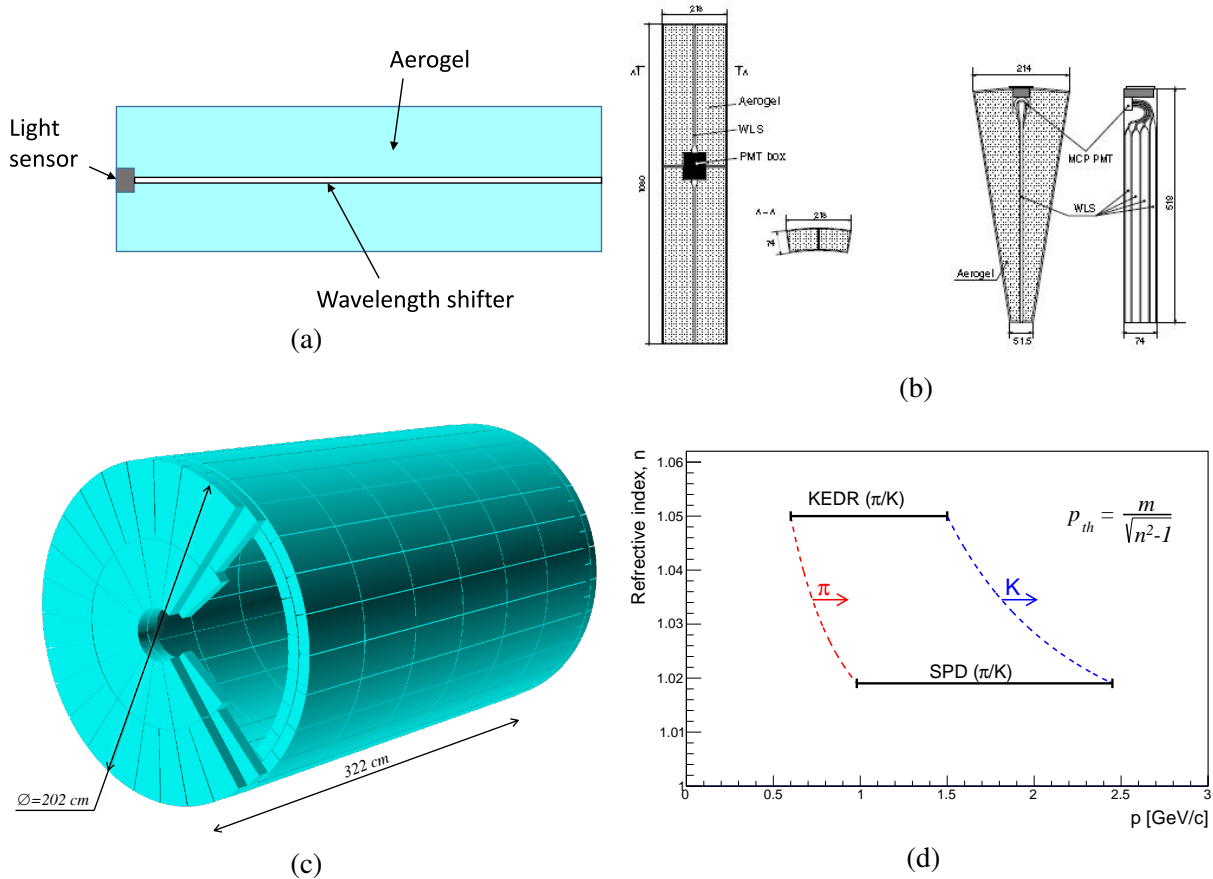 Aerogel
Light
sensor
Wavelength shifter
(a)
218
1080
Aerogel
WLS
PMT box
A-A
218
74
214
MCP PMT
WLS
518
Aerogel
51.5
74
(b)
322 cm
∅=202 cm
(c)
Refrective index, n
1.06
1.05
1.04
1.03
1.02
1.01
1
KEDR (π/K)
p_th = m / √n²-1
π
K
SPD (π/K)
0
0.5
1
1.5
2
2.5
3
p [GeV/c]
(d)